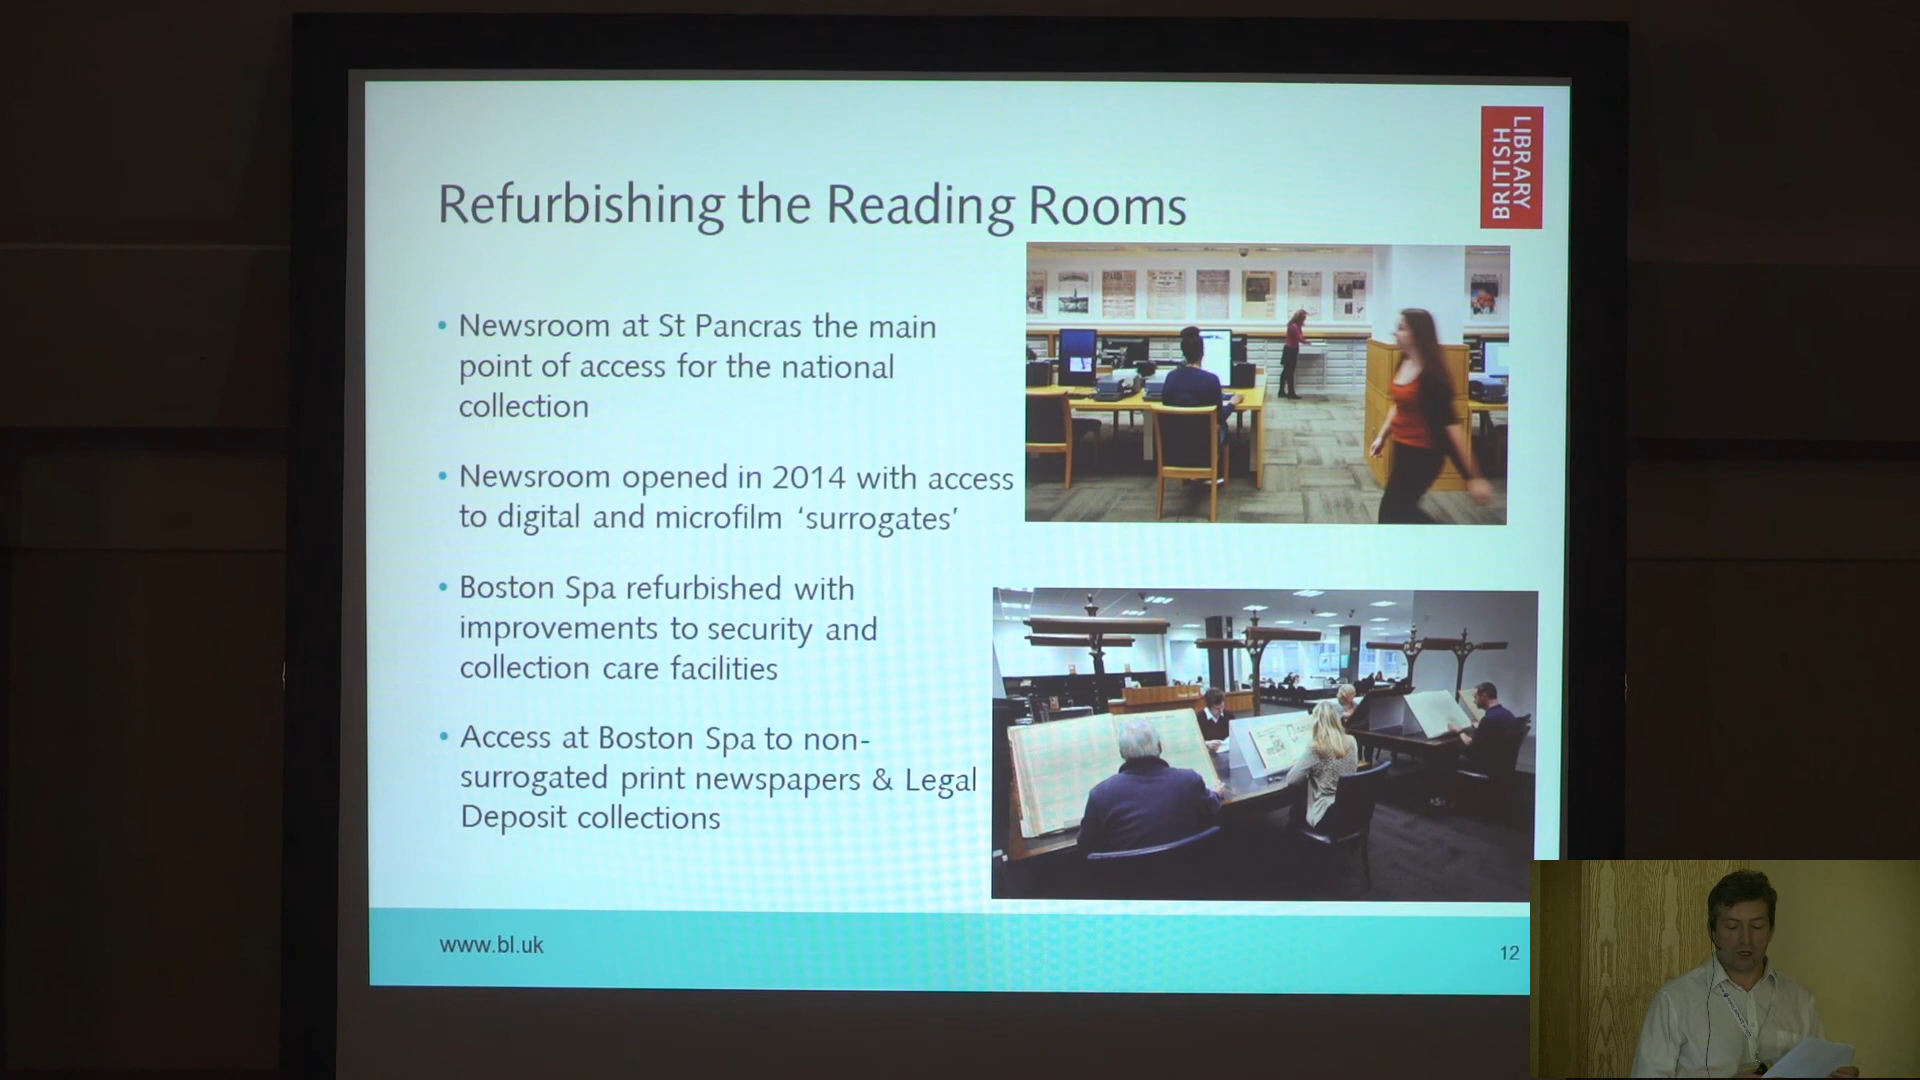 LIBRARY
BRITISH
Refurbishing the Reading Rooms
• Newsroom at St Pancras the main
point of access for the national
collection
• Newsroom opened in 2014 with access
to digital and microfilm ‘surrogates’
• Boston Spa refurbished with
improvements to security and
collection care facilities
• Access at Boston Spa to non-
surrogated print newspapers & Legal
Deposit collections
www.bl.uk
12